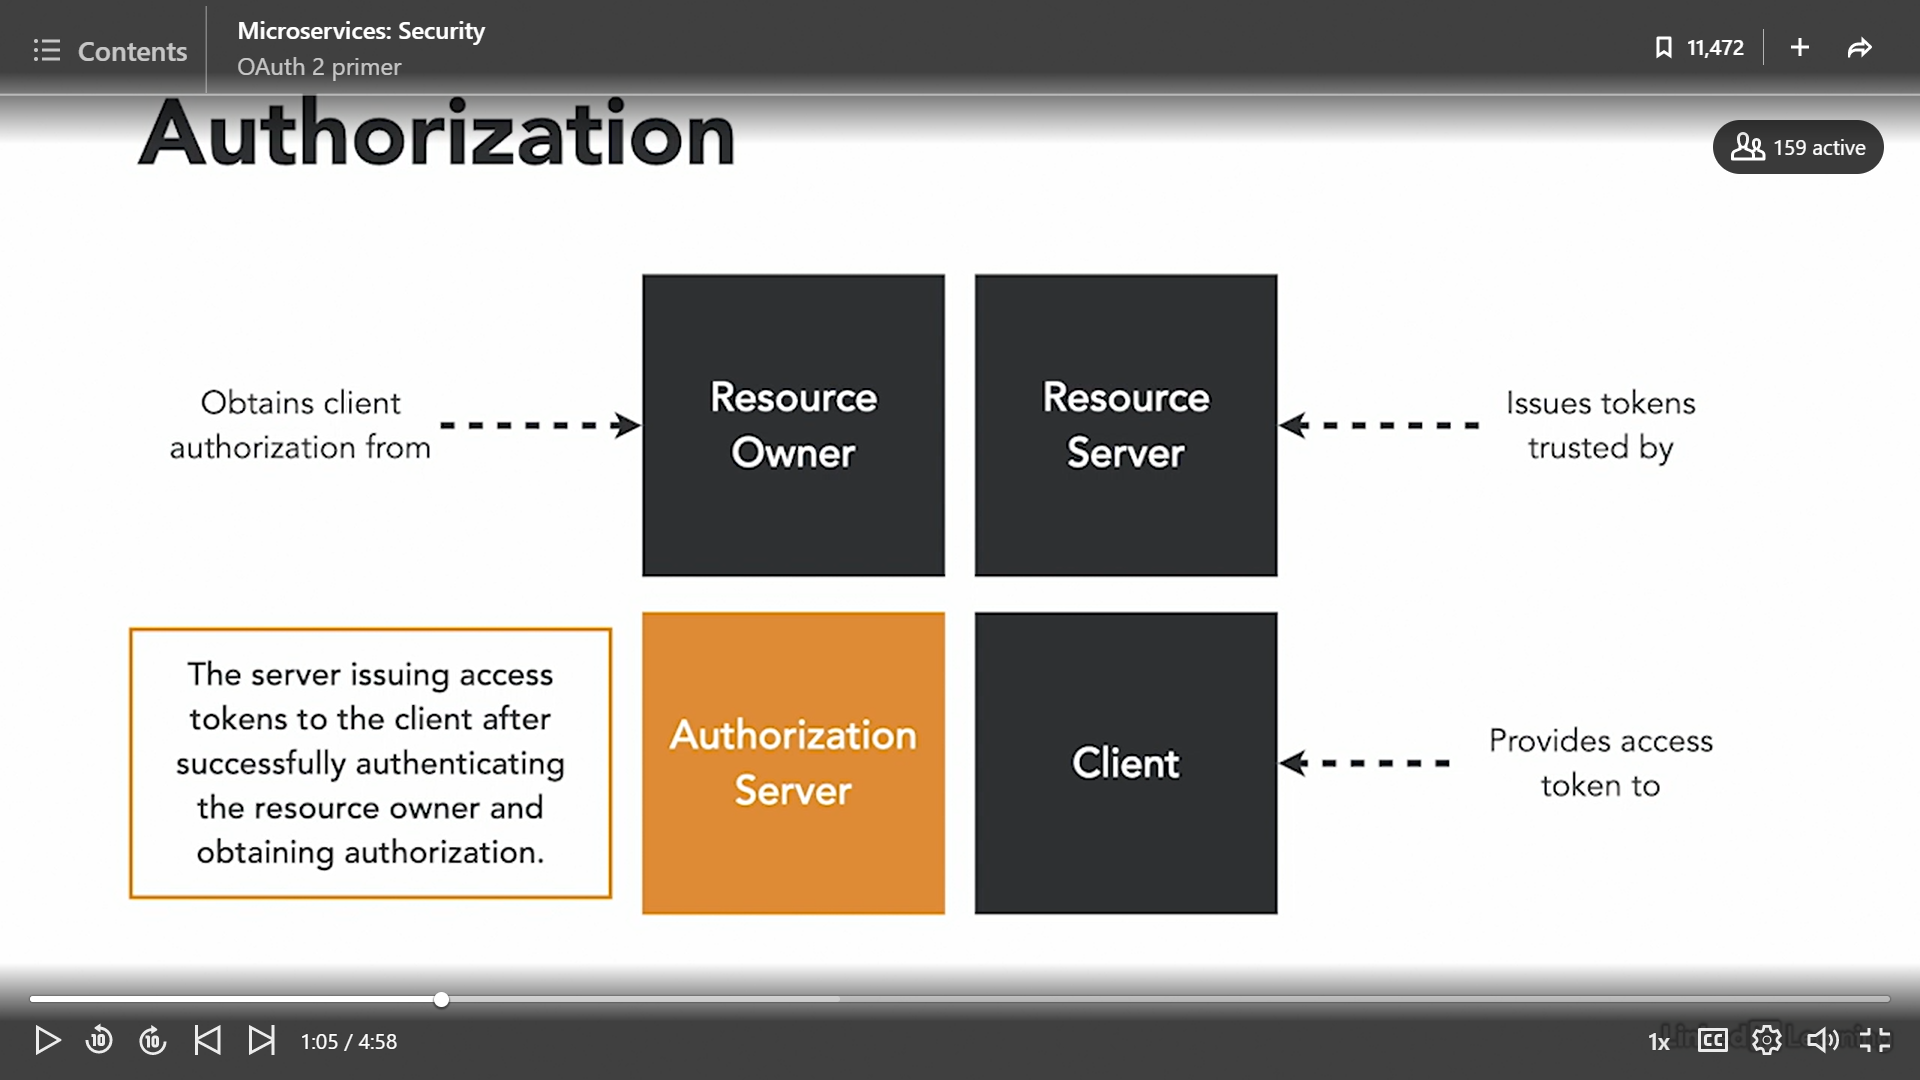 Contents
Microservices: Security
OAuth 2 primer
11,472
Authorization
159 active
Obtains client
authorization from
Resource
Owner
Resource
Server
Issues tokens
trusted by
The server issuing access
tokens to the client after
successfully authenticating
the resource owner and
obtaining authorization.
Authorization
Server
Client
Provides access
token to
10
10
1:05 / 4:58
1x
CC